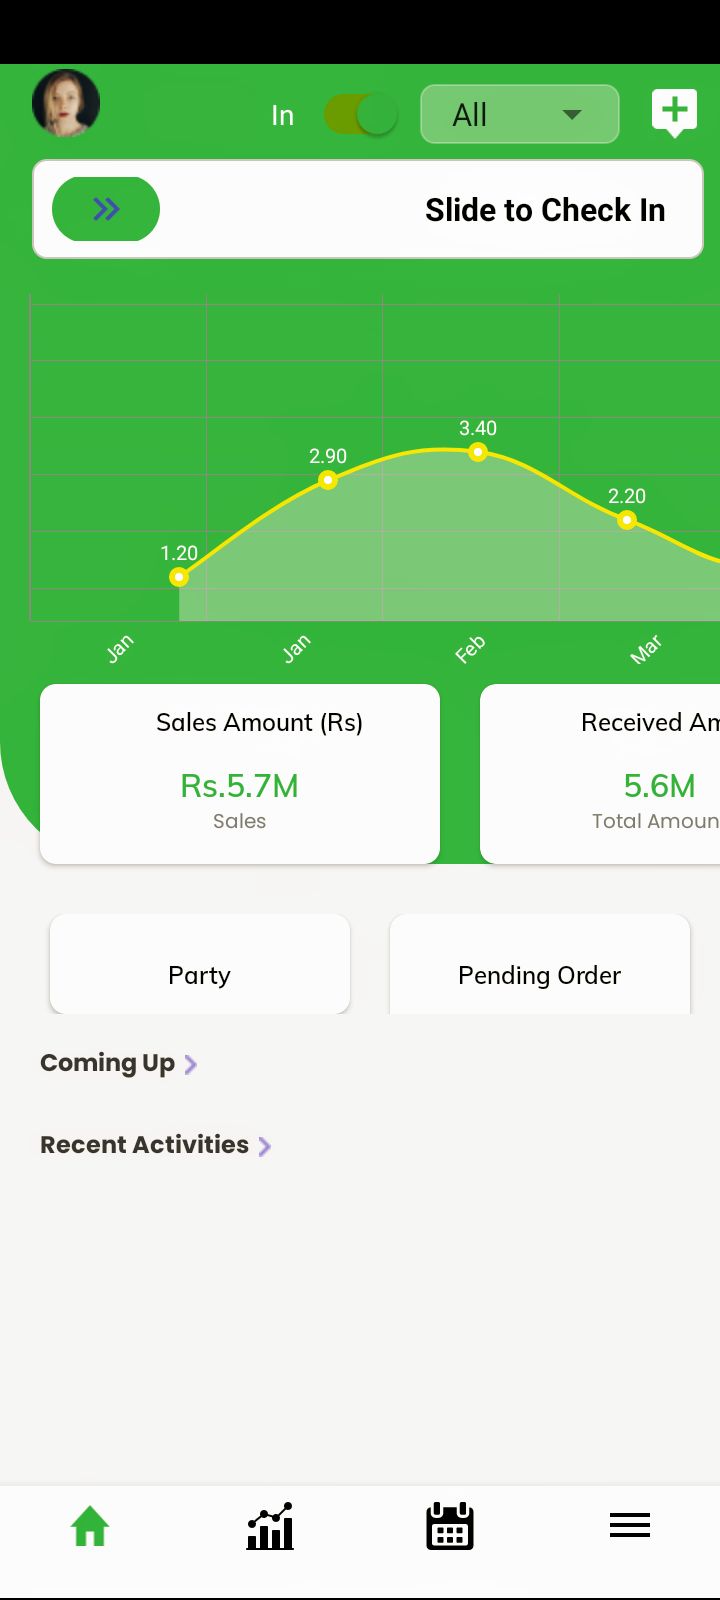 In
All
Slide to Check In
3.40
2.90
2.20
1.20
Jan
Jan
Feb
Mar
Sales Amount (Rs)
Received Am
Rs.5.7M
5.6M
Sales
Total Amoun
Party
Pending Order
Coming Up
Recent Activities